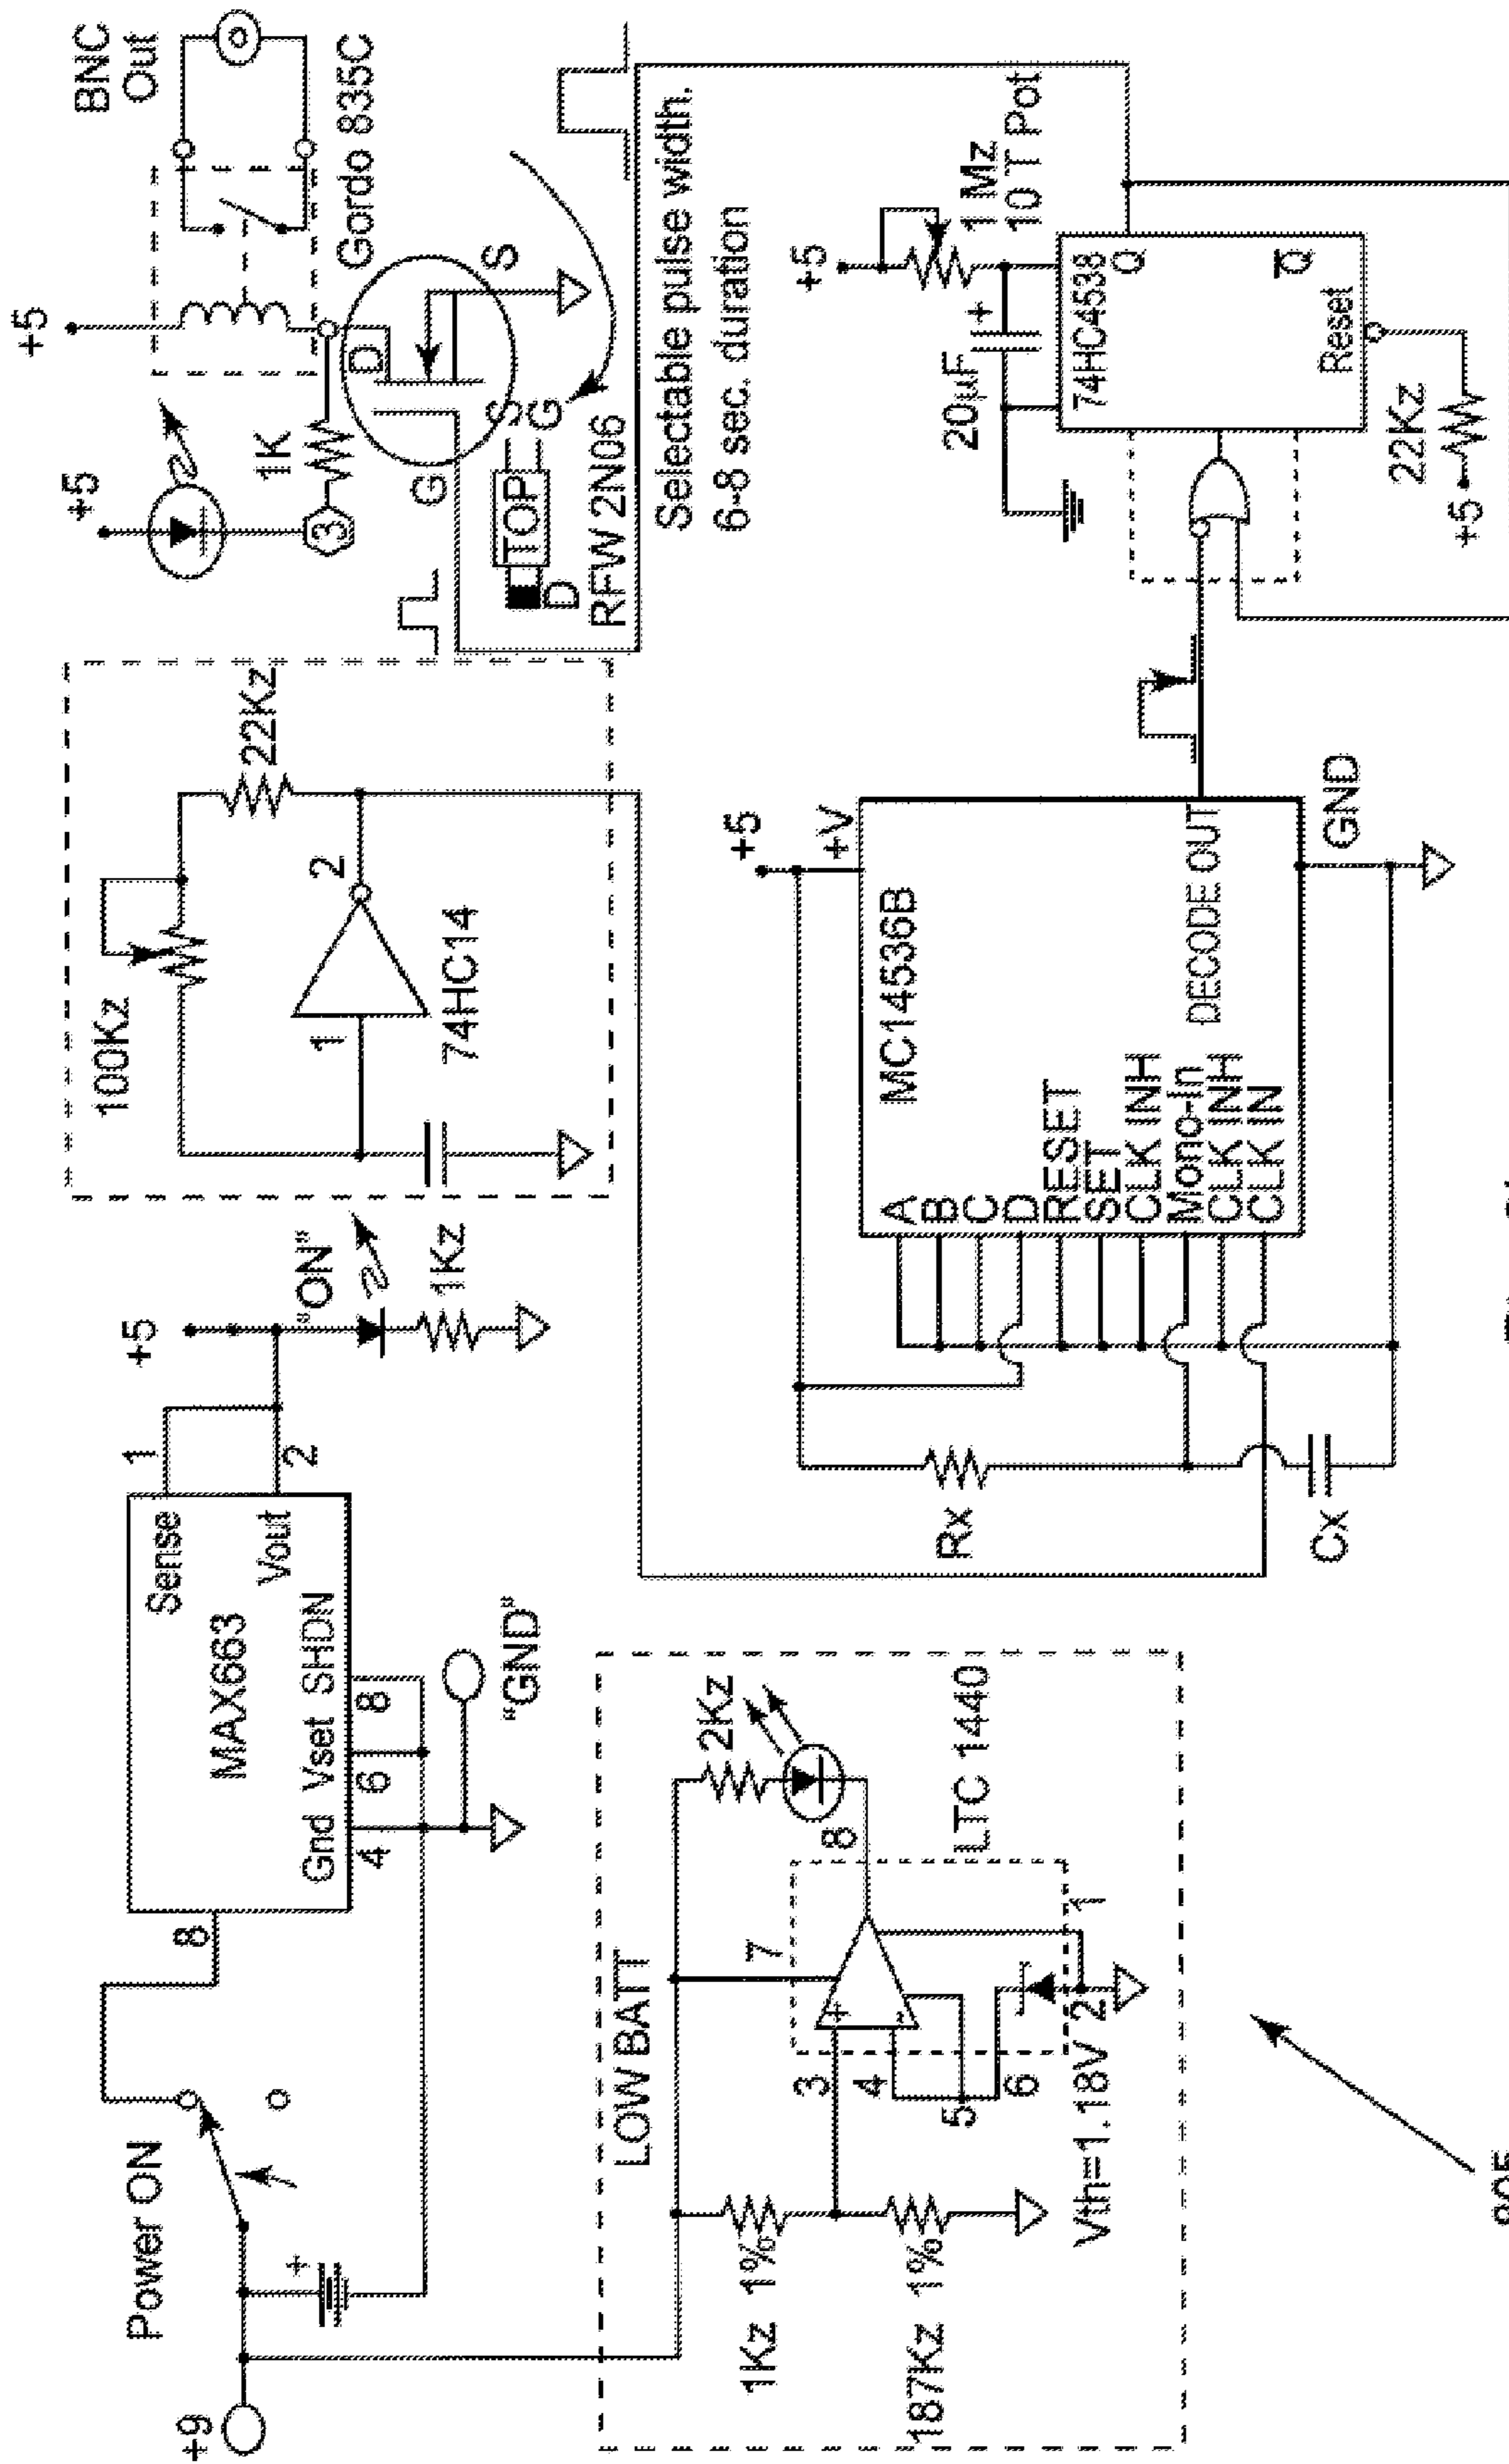 +9
Power ON
+
8
MAX663
Sense
Vout
Gnd Vset SHDN
4
6
8
1
2
"GND"
+5
"ON"
1Kz
100Kz
22Kz
1
2
74HC14
+5
+5
1K
3
BNC
Out
Gordo 835C
D
G
S
TOP
S
G
D
RFW 2N06
Selectable pulse width.
6-8 sec. duration
LOW BATT
1Kz 1%
187Kz 1%
3
4
5
6
7
8
+
-
2Kz
LTC 1440
1
2
Vth=1.18V
Rx
Cx
+5
+V
MC14536B
A
B
C
D
RESET
SET
CLK INH
Mono-In
CLK INH
CLK IN
DECODE OUT
GND
+5
1 Mz
10 T Pot
20µF
+
74HC4538
Q
Q̅
Reset
22Kz
+5